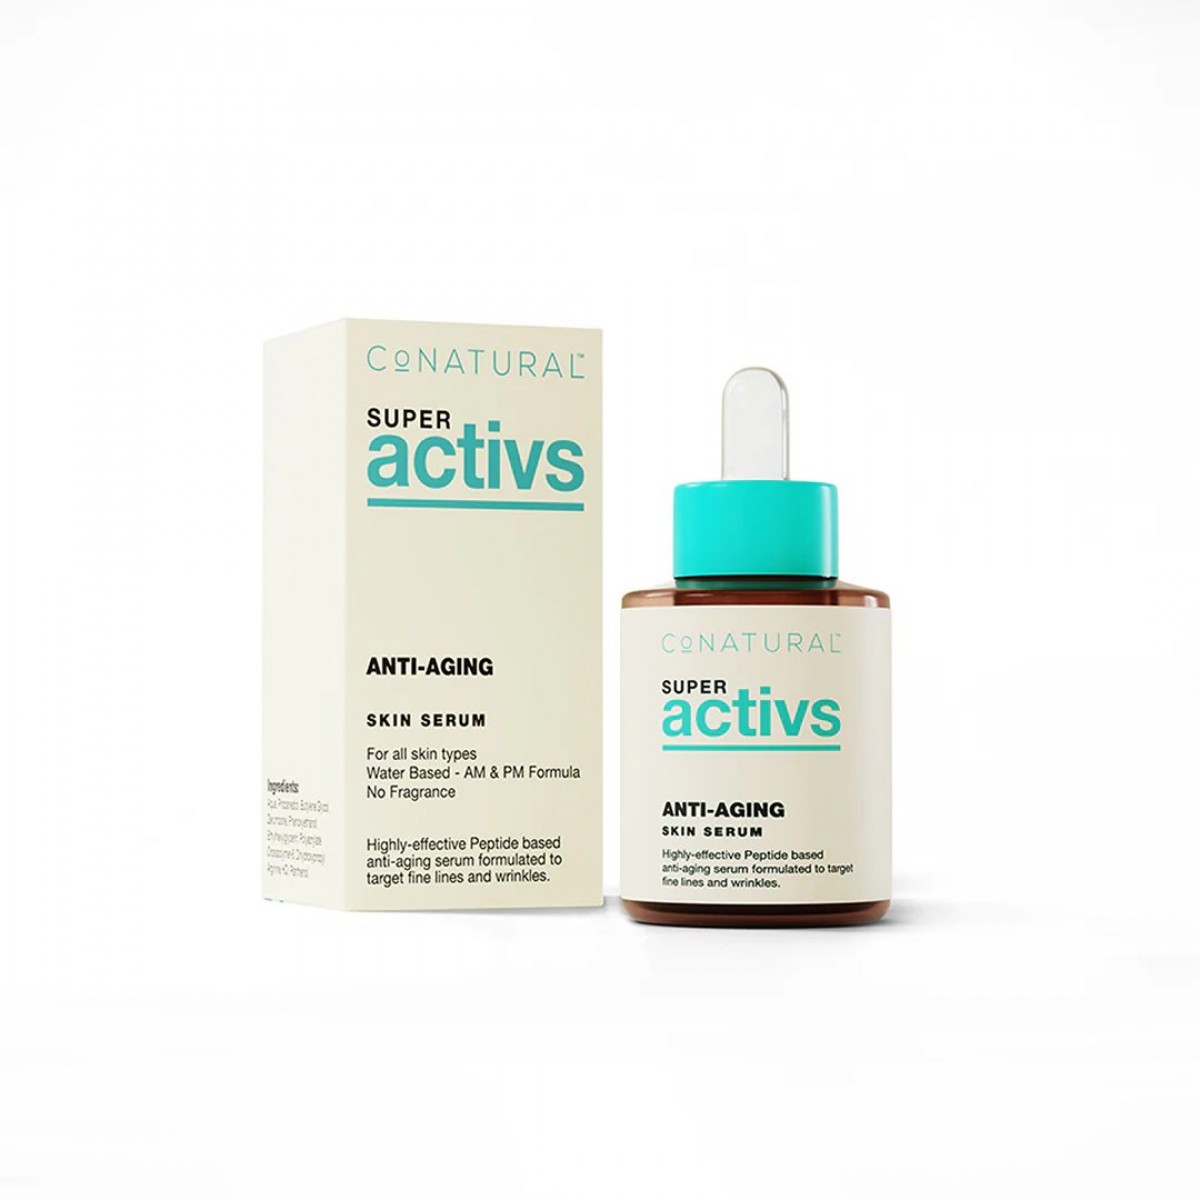 CoNATURAL™
SUPER
activs
ANTI-AGING
SKIN SERUM
For all skin types
Water Based - AM & PM Formula
No Fragrance
Highly-effective Peptide based
anti-aging serum formulated to
target fine lines and wrinkles.
Ingredients:
CoNATURAL™
SUPER
activs
ANTI-AGING
SKIN SERUM
Highly-effective Peptide based
anti-aging serum formulated to target
fine lines and wrinkles.